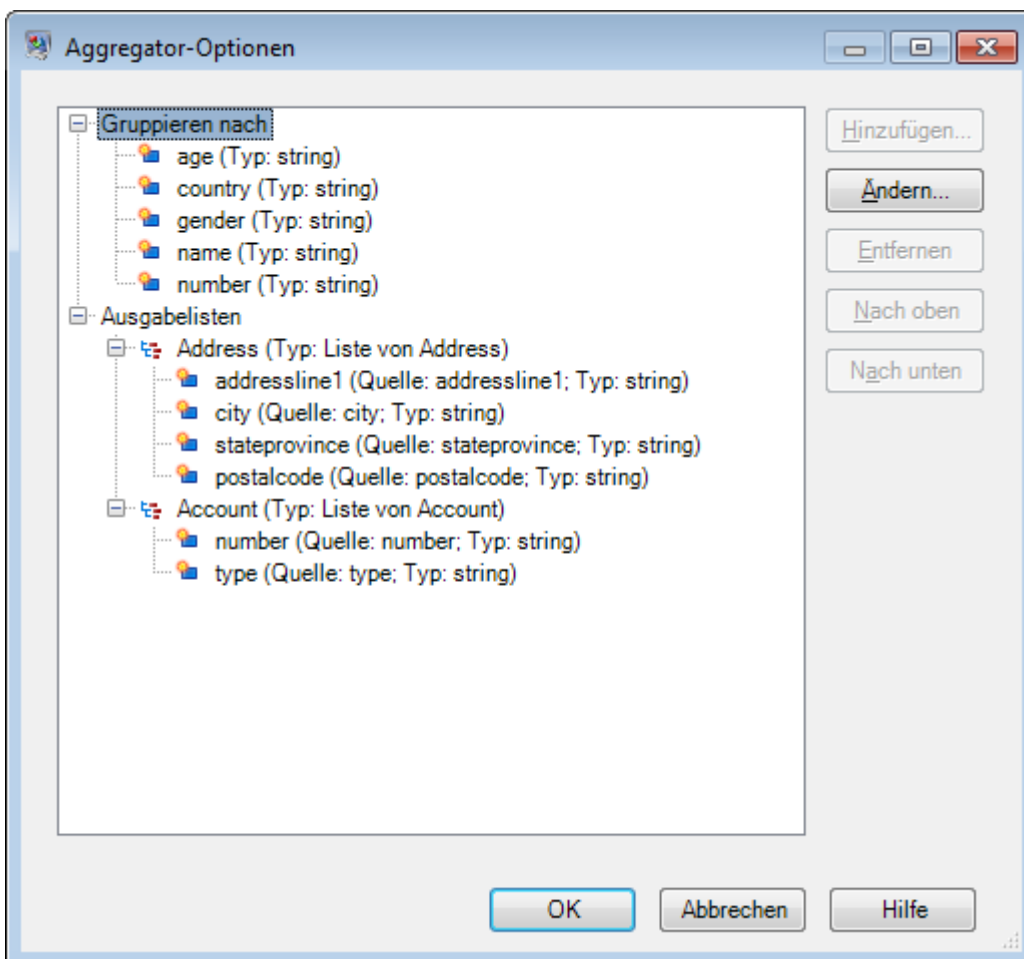 Aggregator-Optionen
Gruppieren nach
age (Typ: string)
country (Typ: string)
gender (Typ: string)
name (Typ: string)
number (Typ: string)
Ausgabelisten
Address (Typ: Liste von Address)
addressline1 (Quelle: addressline1; Typ: string)
city (Quelle: city; Typ: string)
stateprovince (Quelle: stateprovince; Typ: string)
postalcode (Quelle: postalcode; Typ: string)
Account (Typ: Liste von Account)
number (Quelle: number; Typ: string)
type (Quelle: type; Typ: string)
Hinzufügen...
Ändern...
Entfernen
Nach oben
Nach unten
OK
Abbrechen
Hilfe